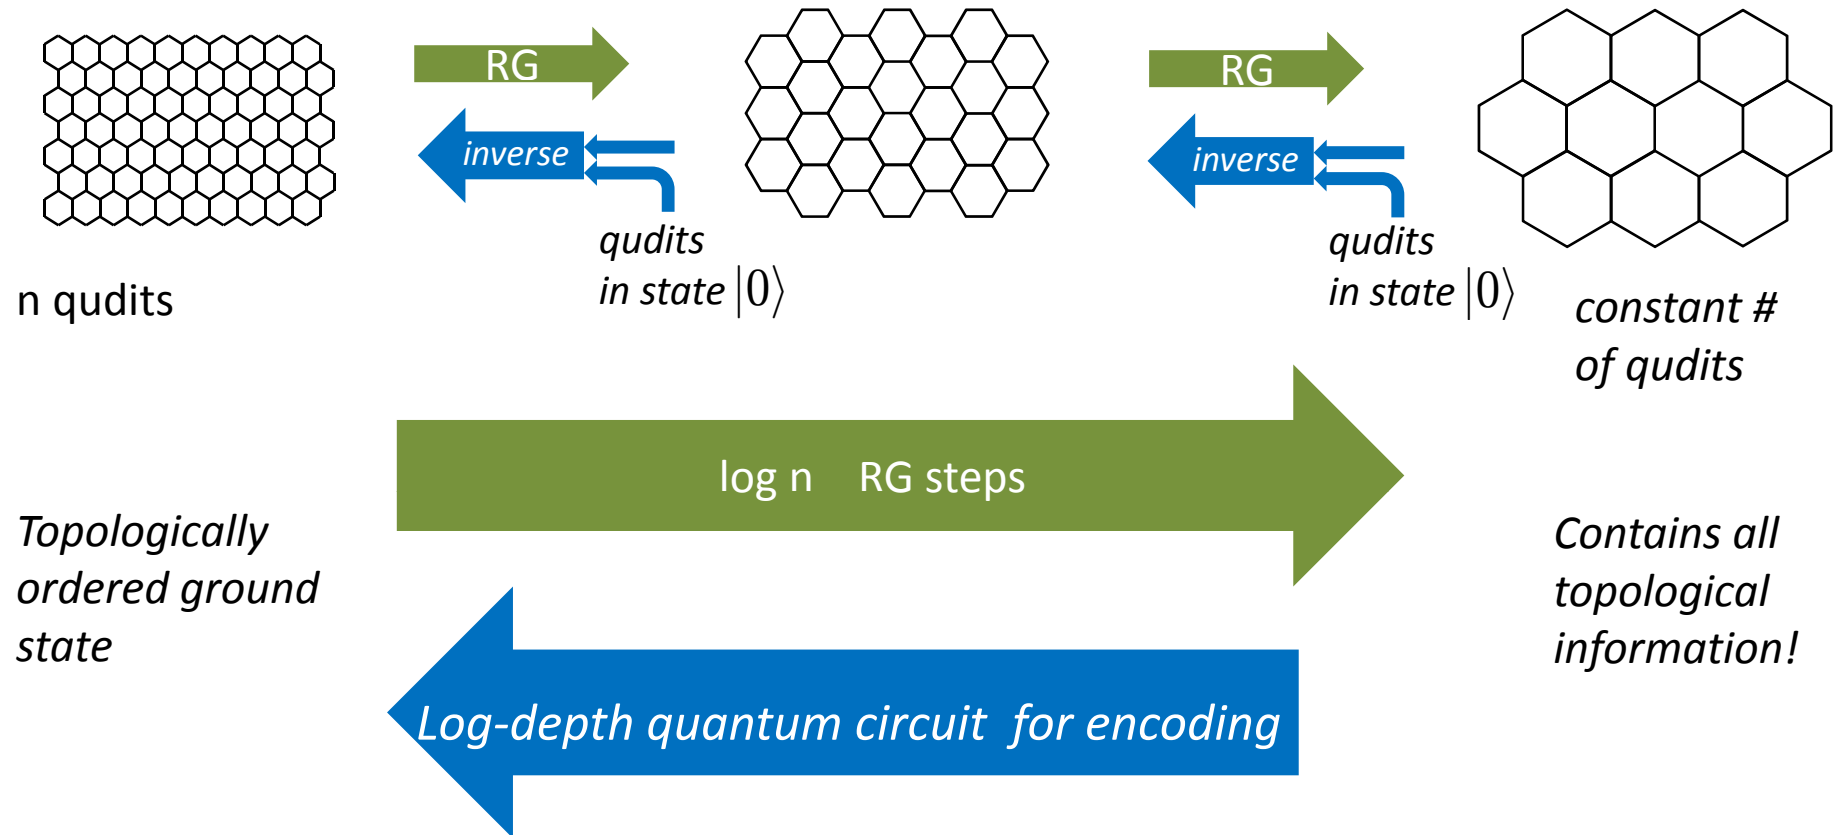 RG
RG
inverse
inverse
qudits
in state |0⟩
qudits
in state |0⟩
n qudits
constant #
of qudits
log n RG steps
Topologically
ordered ground
state
Contains all
topological
information!
Log-depth quantum circuit for encoding